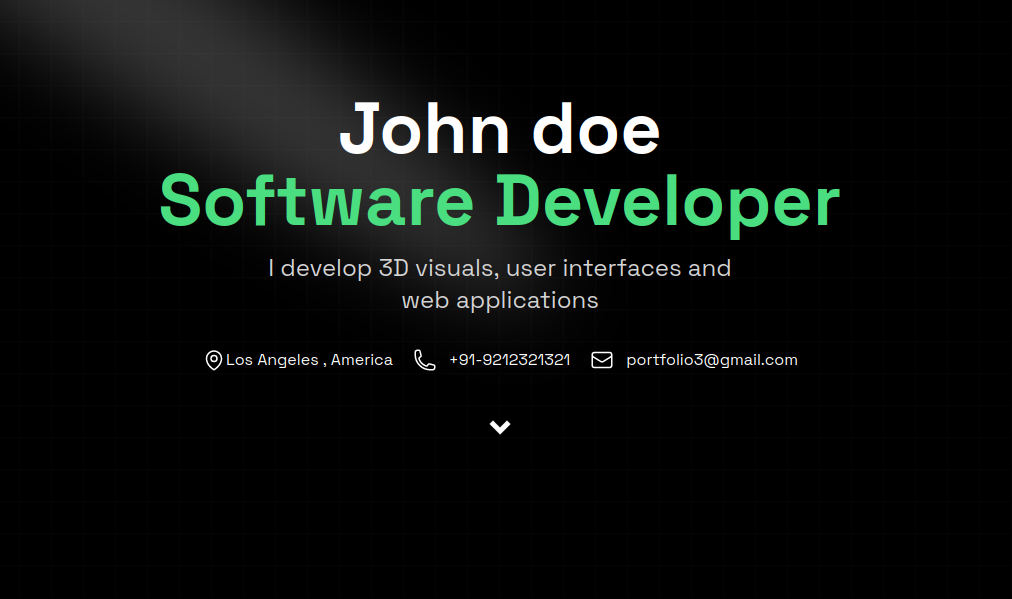 John doe
Software Developer
I develop 3D visuals, user interfaces and
web applications
Los Angeles , America +91-9212321321 portfolio3@gmail.com